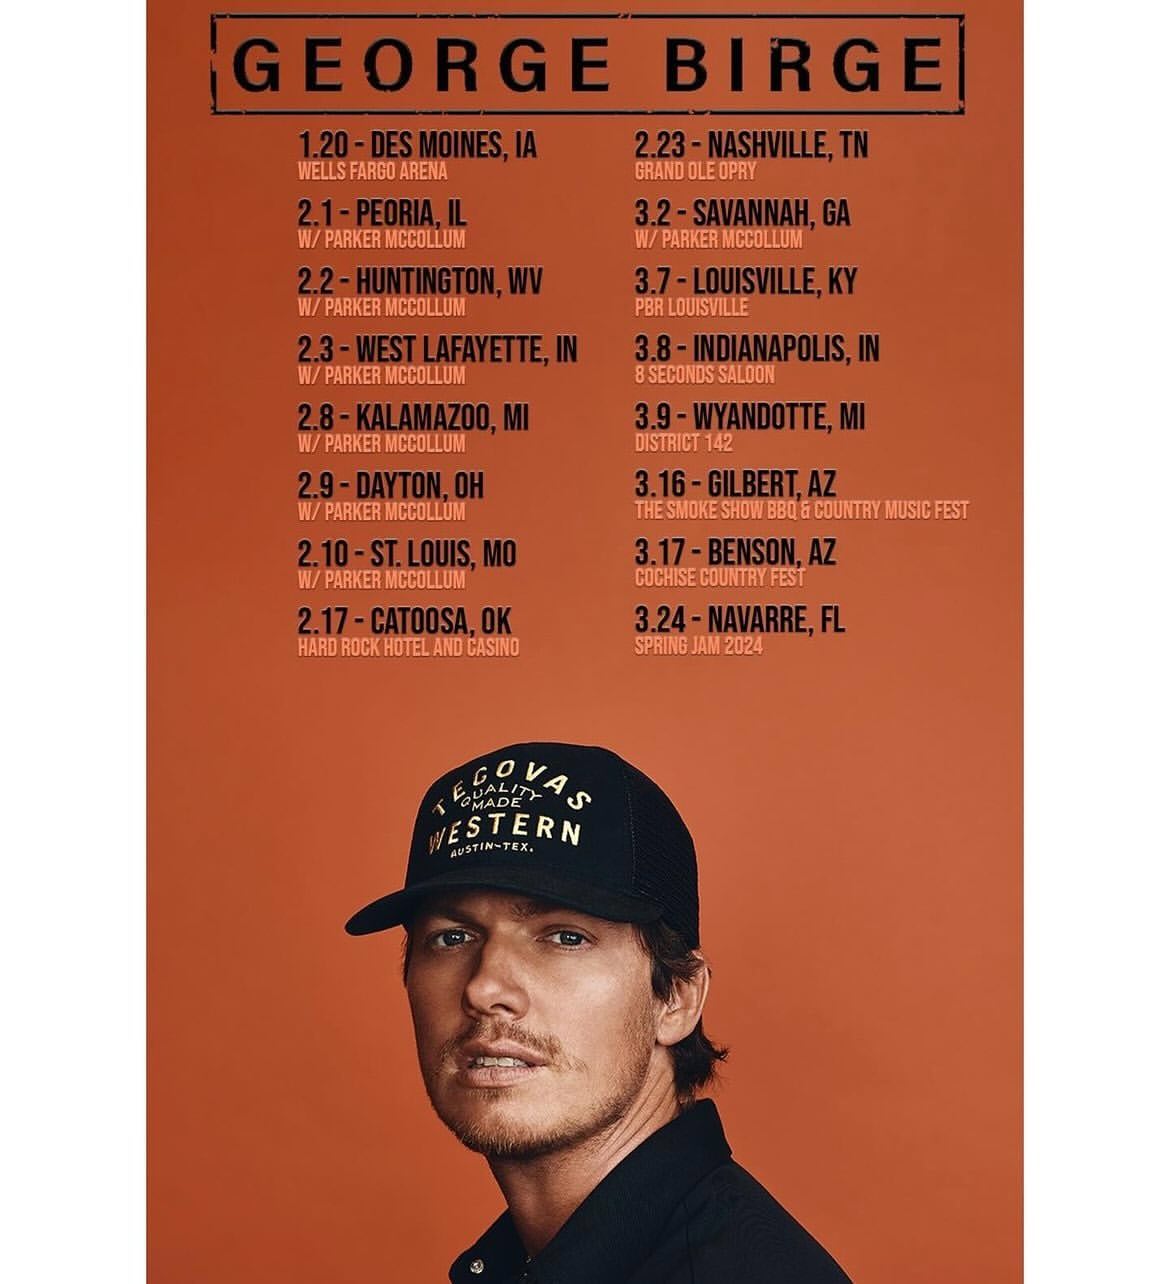 GEORGE BIRGE
1.20 - DES MOINES, IA
WELLS FARGO ARENA
2.1 - PEORIA, IL
W/ PARKER MCCOLLUM
2.2 - HUNTINGTON, WV
W/ PARKER MCCOLLUM
2.3 - WEST LAFAYETTE, IN
W/ PARKER MCCOLLUM
2.8 - KALAMAZOO, MI
W/ PARKER MCCOLLUM
2.9 - DAYTON, OH
W/ PARKER MCCOLLUM
2.10 - ST. LOUIS, MO
W/ PARKER MCCOLLUM
2.17 - CATOOSA, OK
HARD ROCK HOTEL AND CASINO
2.23 - NASHVILLE, TN
GRAND OLE OPRY
3.2 - SAVANNAH, GA
W/ PARKER MCCOLLUM
3.7 - LOUISVILLE, KY
PBR LOUISVILLE
3.8 - INDIANAPOLIS, IN
8 SECONDS SALOON
3.9 - WYANDOTTE, MI
DISTRICT 142
3.16 - GILBERT, AZ
THE SMOKE SHOW BBQ & COUNTRY MUSIC FEST
3.17 - BENSON, AZ
COCHISE COUNTRY FEST
3.24 - NAVARRE, FL
SPRING JAM 2024
TECOVAS
QUALITY
MADE
WESTERN
AUSTIN-TEX.